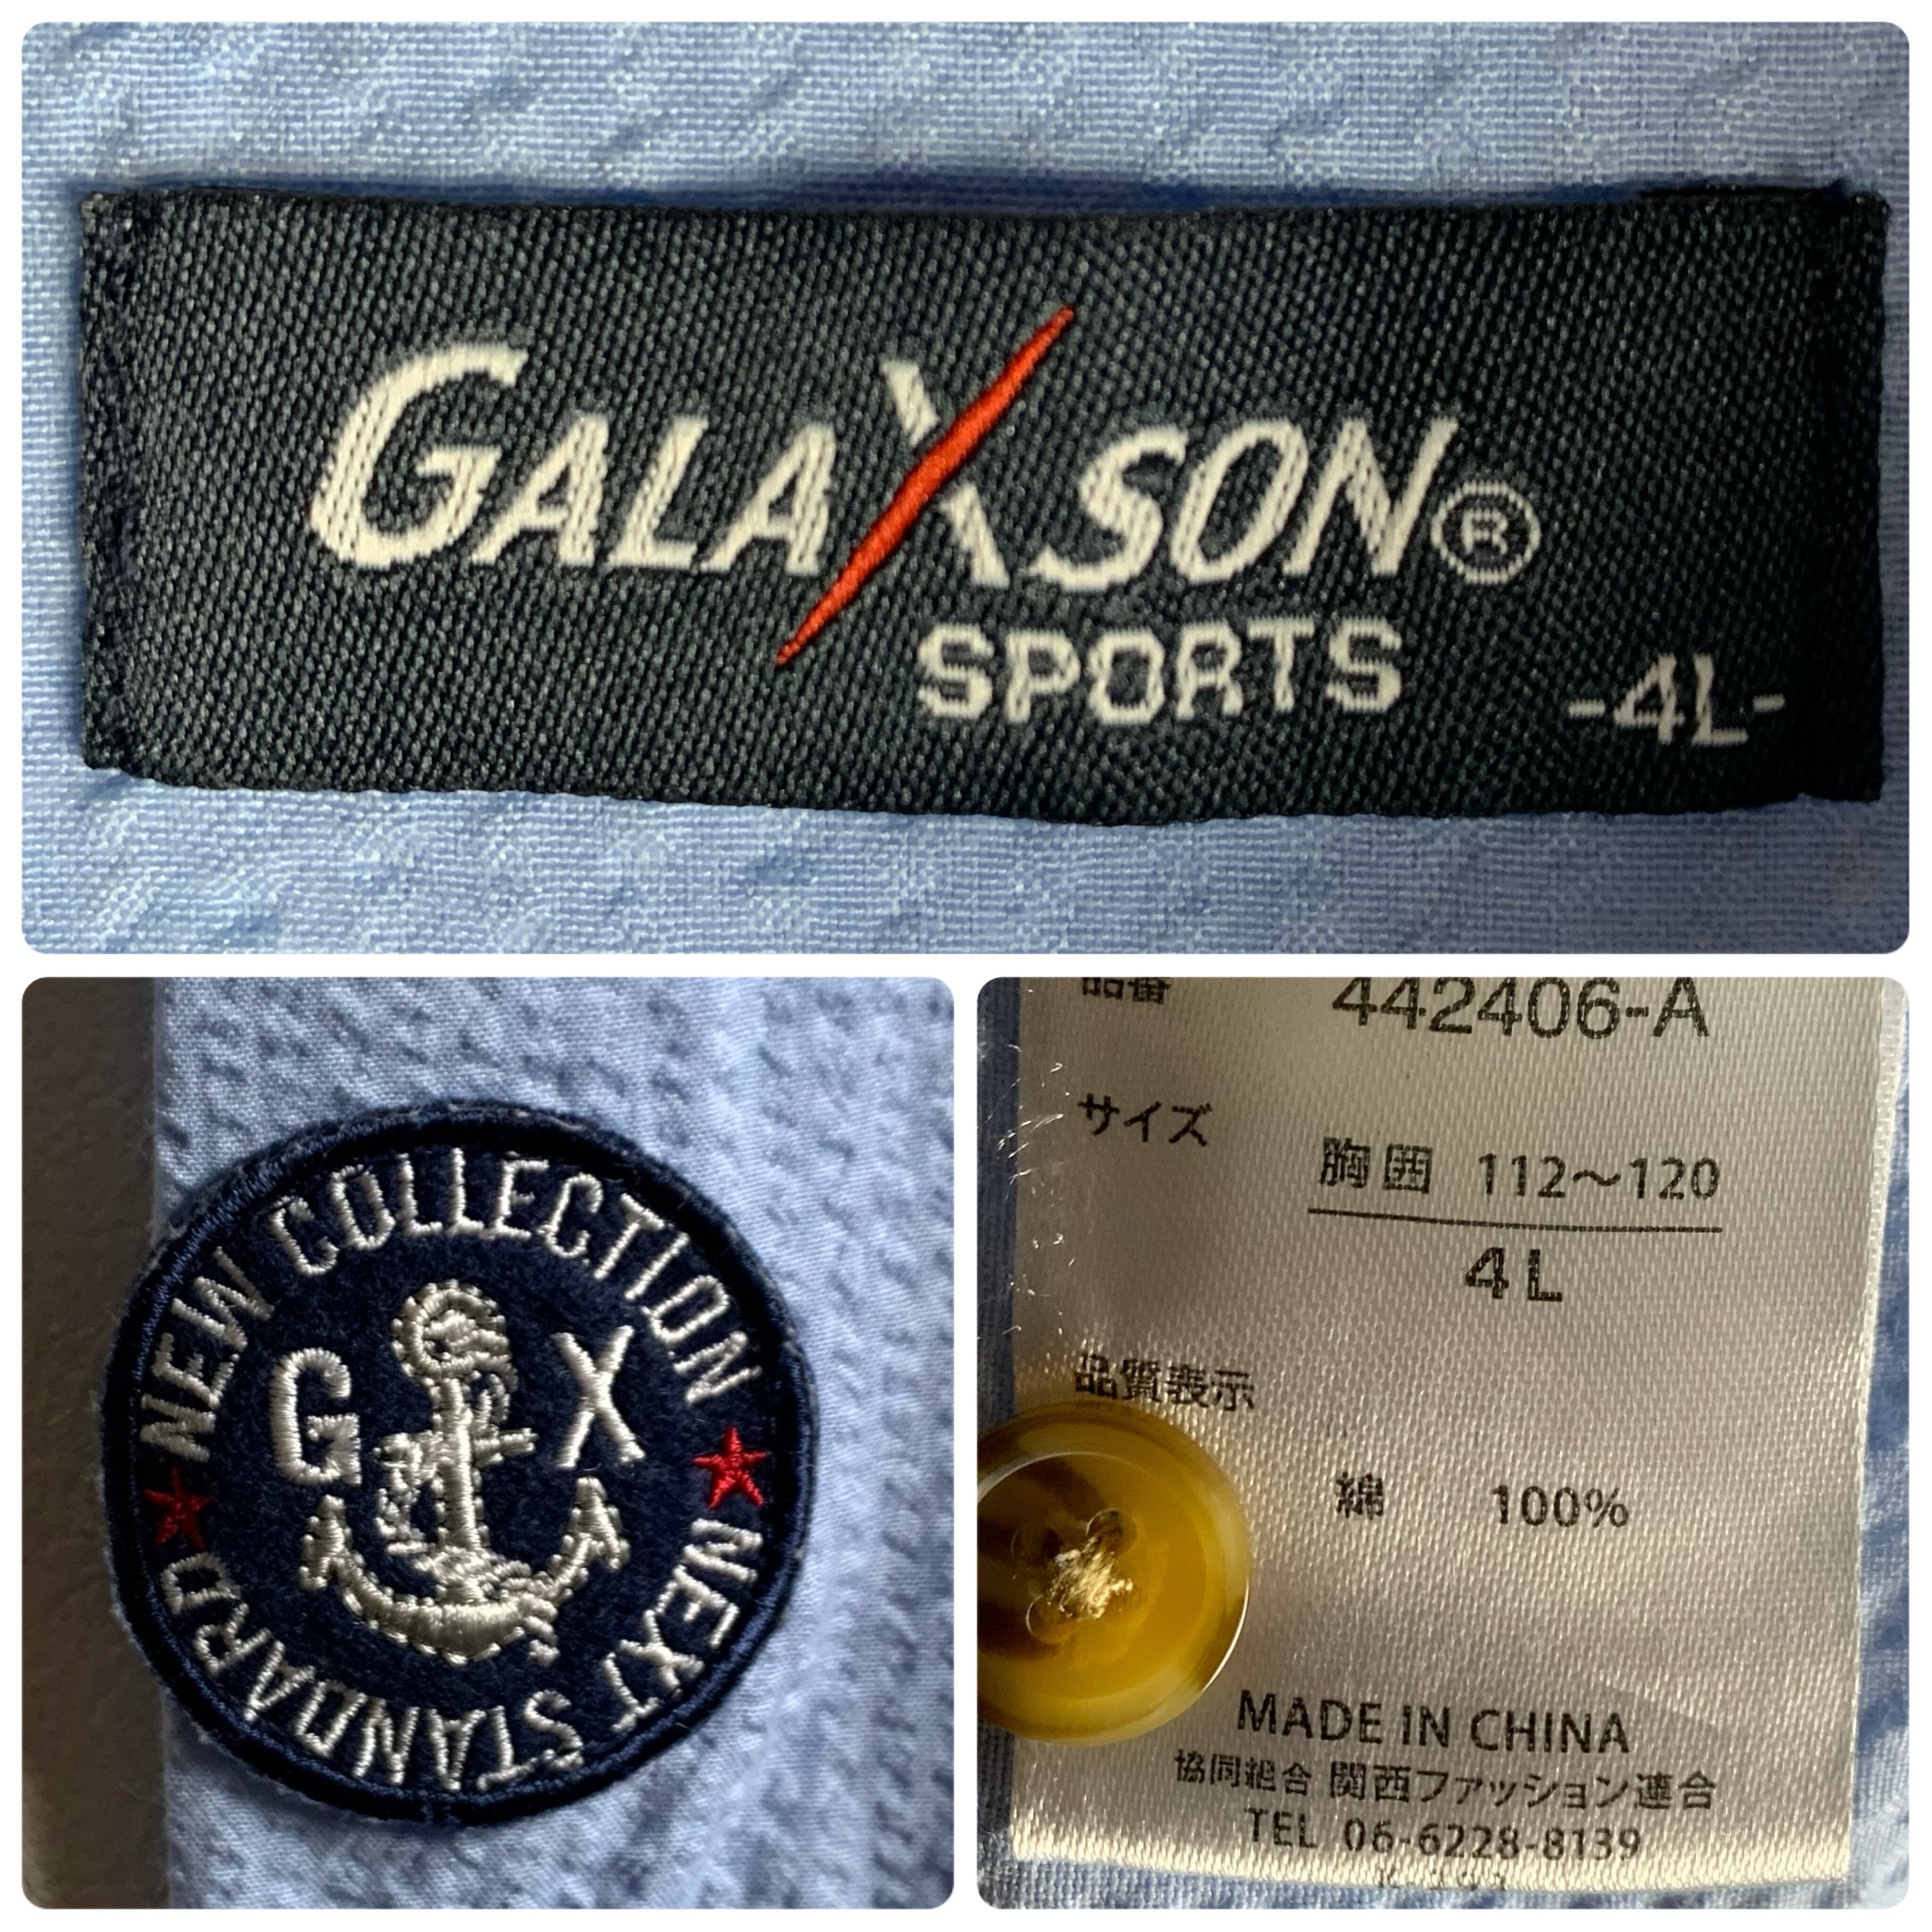 GALAXSON®
SPORTS
-4L-
NEW COLLECTION
G X
NEXT STANDARD
品番 442406-A
サイズ
胸囲 112〜120
4L
品質表示
綿 100%
MADE IN CHINA
協同組合 関西ファッション連合
TEL 06-6228-8139